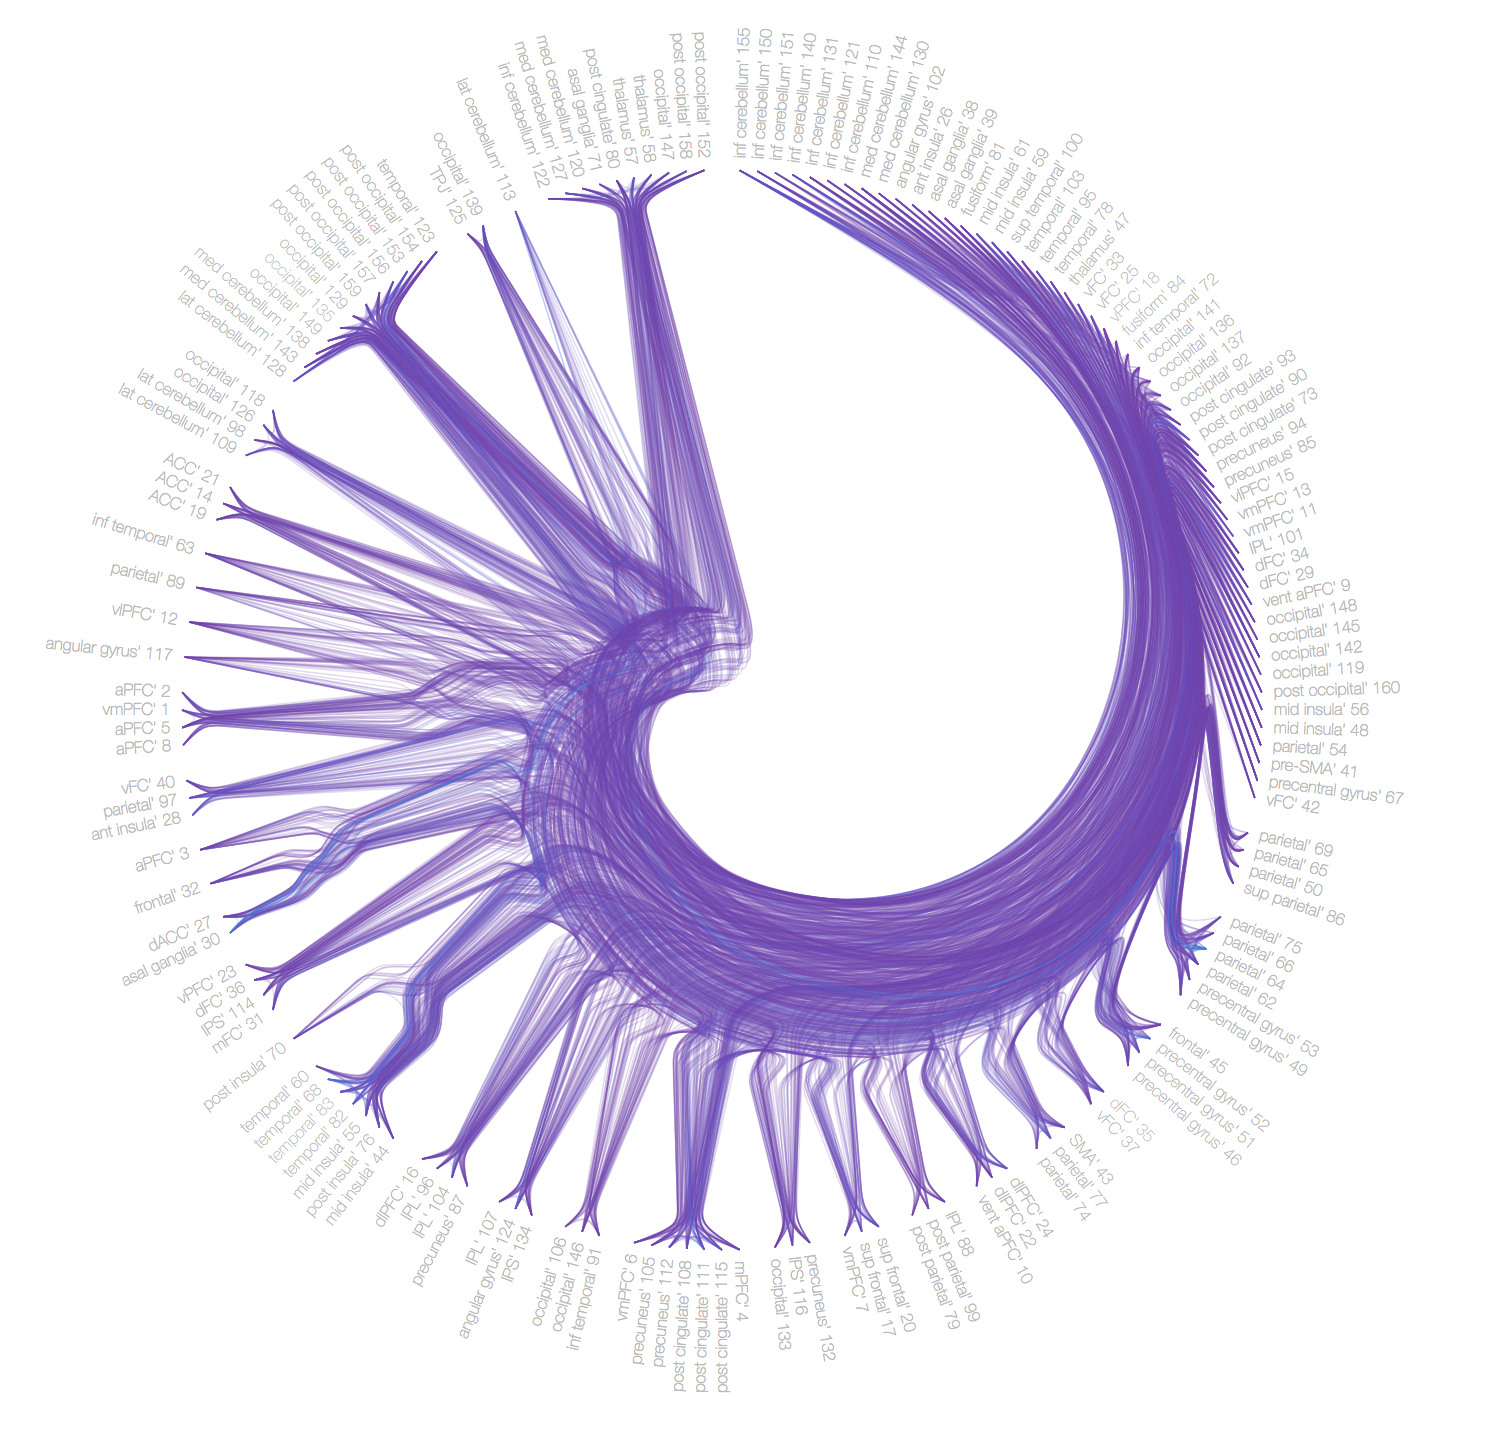 inf cerebellum' 155
inf cerebellum' 150
inf cerebellum' 151
inf cerebellum' 140
inf cerebellum' 131
inf cerebellum' 121
inf cerebellum' 110
med cerebellum' 144
med cerebellum' 130
angular gyrus' 102
ant insula' 26
asal ganglia' 38
asal ganglia' 39
fusiform' 81
mid insula' 61
mid insula' 59
sup temporal' 100
temporal' 103
temporal' 95
temporal' 78
thalamus' 47
vFC' 33
vFC' 25
vPFC' 18
fusiform' 84
inf temporal' 72
occipital' 141
occipital' 136
occipital' 137
occipital' 92
post cingulate' 93
post cingulate' 90
post cingulate' 73
precuneus' 94
precuneus' 85
vlPFC' 15
vmPFC' 13
vmPFC' 11
IPL' 101
dFC' 34
dFC' 29
vent aPFC' 9
occipital' 148
occipital' 145
occipital' 142
occipital' 119
post occipital' 160
mid insula' 56
mid insula' 48
parietal' 54
pre-SMA' 41
precentral gyrus' 67
vFC' 42
parietal' 69
parietal' 65
parietal' 50
sup parietal' 86
parietal' 75
parietal' 66
parietal' 64
parietal' 62
precentral gyrus' 53
precentral gyrus' 49
frontal' 45
precentral gyrus' 52
precentral gyrus' 51
precentral gyrus' 46
dFC' 35
vFC' 37
SMA' 43
parietal' 77
parietal' 74
dlPFC' 24
dlPFC' 22
vent aPFC' 10
IPL' 88
post parietal' 99
post parietal' 79
sup frontal' 20
sup frontal' 17
vmPFC' 7
precuneus' 132
IPS' 116
occipital' 133
mPFC' 4
post cingulate' 115
post cingulate' 111
post cingulate' 108
precuneus' 112
precuneus' 105
vmPFC' 6
inf temporal' 91
occipital' 146
occipital' 106
IPS' 134
angular gyrus' 124
IPL' 107
precuneus' 87
IPL' 104
IPL' 96
dlPFC' 16
mid insula' 44
post insula' 76
mid insula' 55
temporal' 82
temporal' 83
temporal' 68
temporal' 60
post insula' 70
mFC' 31
IPS' 114
dFC' 36
vPFC' 23
asal ganglia' 30
dACC' 27
frontal' 32
aPFC' 3
ant insula' 28
parietal' 97
vFC' 40
aPFC' 8
aPFC' 5
vmPFC' 1
aPFC' 2
angular gyrus' 117
vlPFC' 12
parietal' 89
inf temporal' 63
ACC' 19
ACC' 14
ACC' 21
lat cerebellum' 109
lat cerebellum' 98
occipital' 126
occipital' 118
lat cerebellum' 128
med cerebellum' 143
med cerebellum' 138
occipital' 149
occipital' 135
occipital' 129
post occipital' 159
post occipital' 157
post occipital' 156
post occipital' 153
post occipital' 154
temporal' 123
TPJ' 125
occipital' 139
lat cerebellum' 113
inf cerebellum' 122
med cerebellum' 127
med cerebellum' 120
asal ganglia' 71
post cingulate' 80
thalamus' 57
thalamus' 58
occipital' 147
post occipital' 158
post occipital' 152